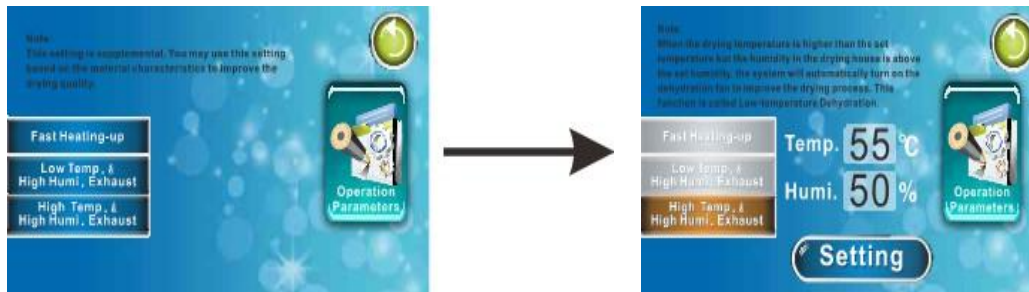 Note:
This setting is supplemental. You may use this setting
based on the material characteristics to improve the
drying quality.
Fast Heating-up
Low Temp, &
High Humi, Exhaust
High Temp, &
High Humi, Exhaust
Operation
Parameters
Note:
When the drying temperature is higher than the set
temperature but the humidity in the drying house is above
the set humidity, the system will automatically turn on the
dehydration fan to improve the drying process. This
function is called Low-temperature Dehydration.
Fast Heating-up
Low Temp, &
High Humi, Exhaust
High Temp, &
High Humi, Exhaust
Temp. 55 ℃
Humi. 50 %
Operation
Parameters
Setting